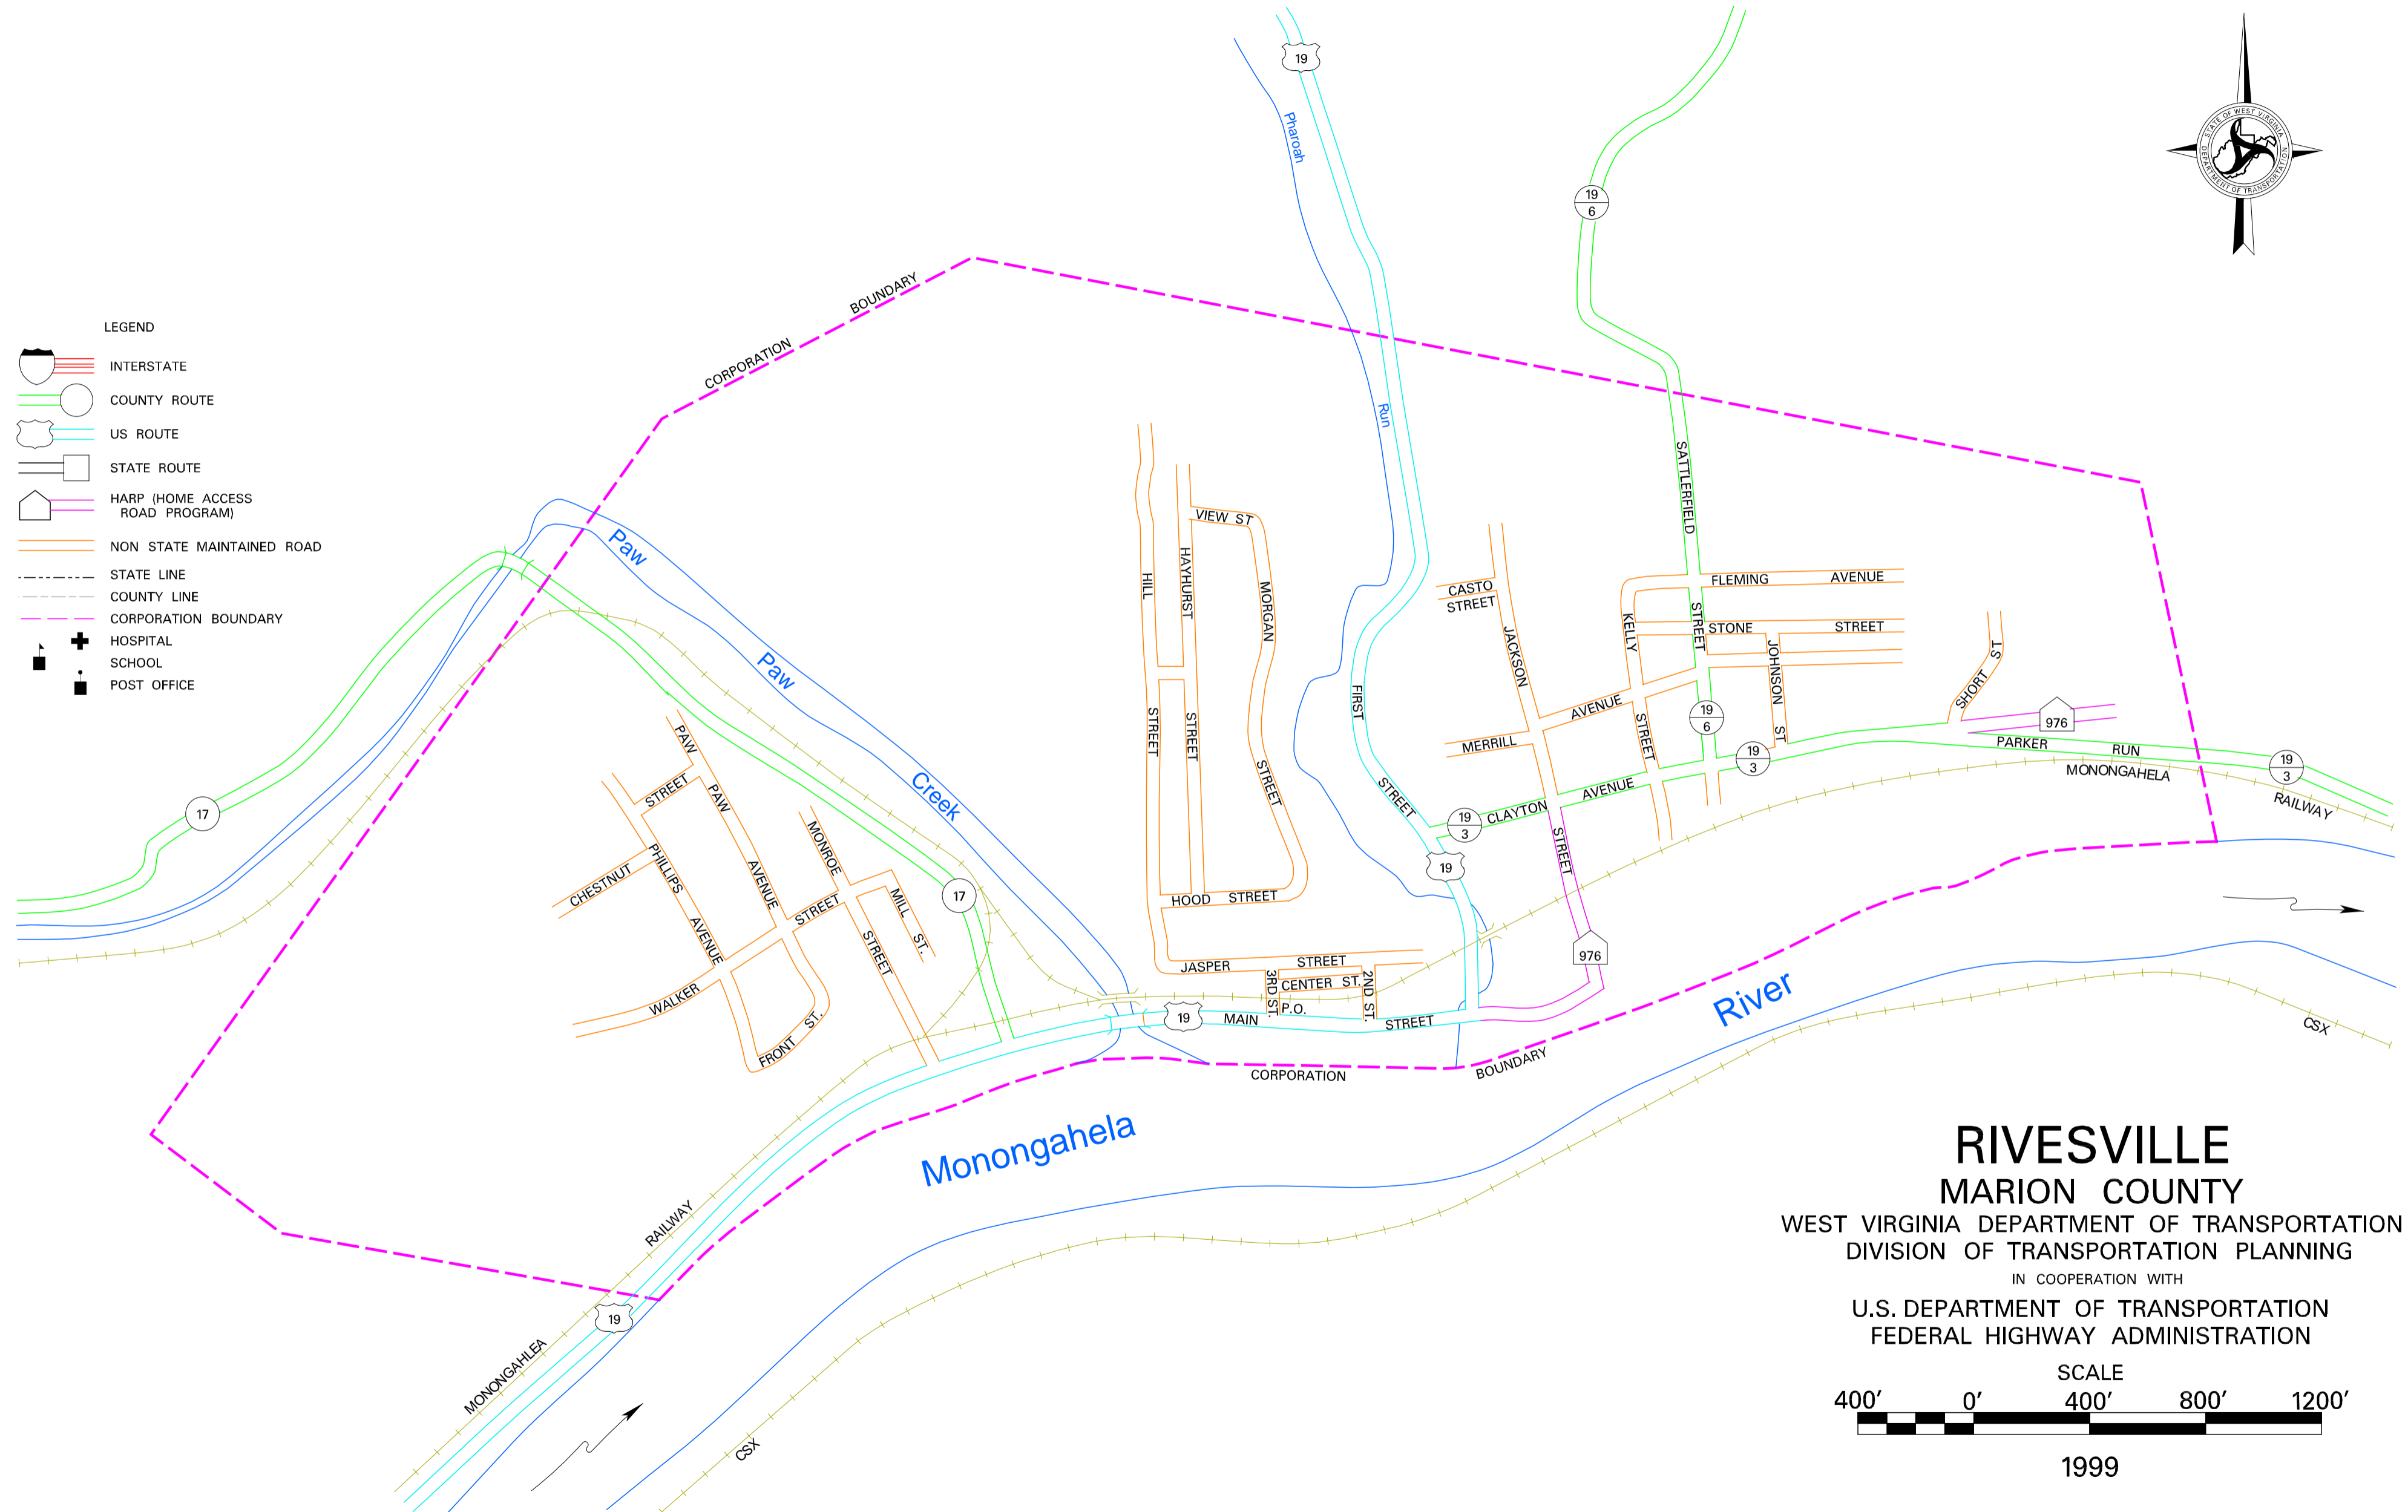 19
Pharoah
19
6
STATE OF WEST VIRGINIA
DEPARTMENT OF TRANSPORTATION
CORPORATION BOUNDARY
LEGEND
INTERSTATE
COUNTY ROUTE
US ROUTE
STATE ROUTE
HARP (HOME ACCESS
ROAD PROGRAM)
NON STATE MAINTAINED ROAD
STATE LINE
COUNTY LINE
CORPORATION BOUNDARY
HOSPITAL
SCHOOL
POST OFFICE
Run
SATTLERFIELD
STREET
Paw
Paw
Creek
VIEW ST
HILL
STREET
HAYHURST
STREET
MORGAN
STREET
HOOD STREET
CASTO
STREET
JACKSON
STREET
KELLY
STREET
FLEMING AVENUE
STONE STREET
JOHNSON ST
SHORT ST.
MERRILL AVENUE
19
6
19
3
976
PARKER RUN
19
3
MONONGAHELA RAILWAY
FIRST
STREET
19
3
CLAYTON AVENUE
19
976
17
17
PAW
PAW
AVENUE
CHESTNUT STREET
PHILLIPS
AVENUE
MONROE
STREET
MILL ST.
WALKER STREET
FRONT ST.
JASPER STREET
3RD ST.
CENTER ST.
2ND ST.
P.O.
19
MAIN STREET
CORPORATION BOUNDARY
Monongahela River
CSX
MONONGAHLEA RAILWAY
19
CSX
RIVESVILLE
MARION COUNTY
WEST VIRGINIA DEPARTMENT OF TRANSPORTATION
DIVISION OF TRANSPORTATION PLANNING
IN COOPERATION WITH
U.S. DEPARTMENT OF TRANSPORTATION
FEDERAL HIGHWAY ADMINISTRATION
SCALE
400' 0' 400' 800' 1200'
1999